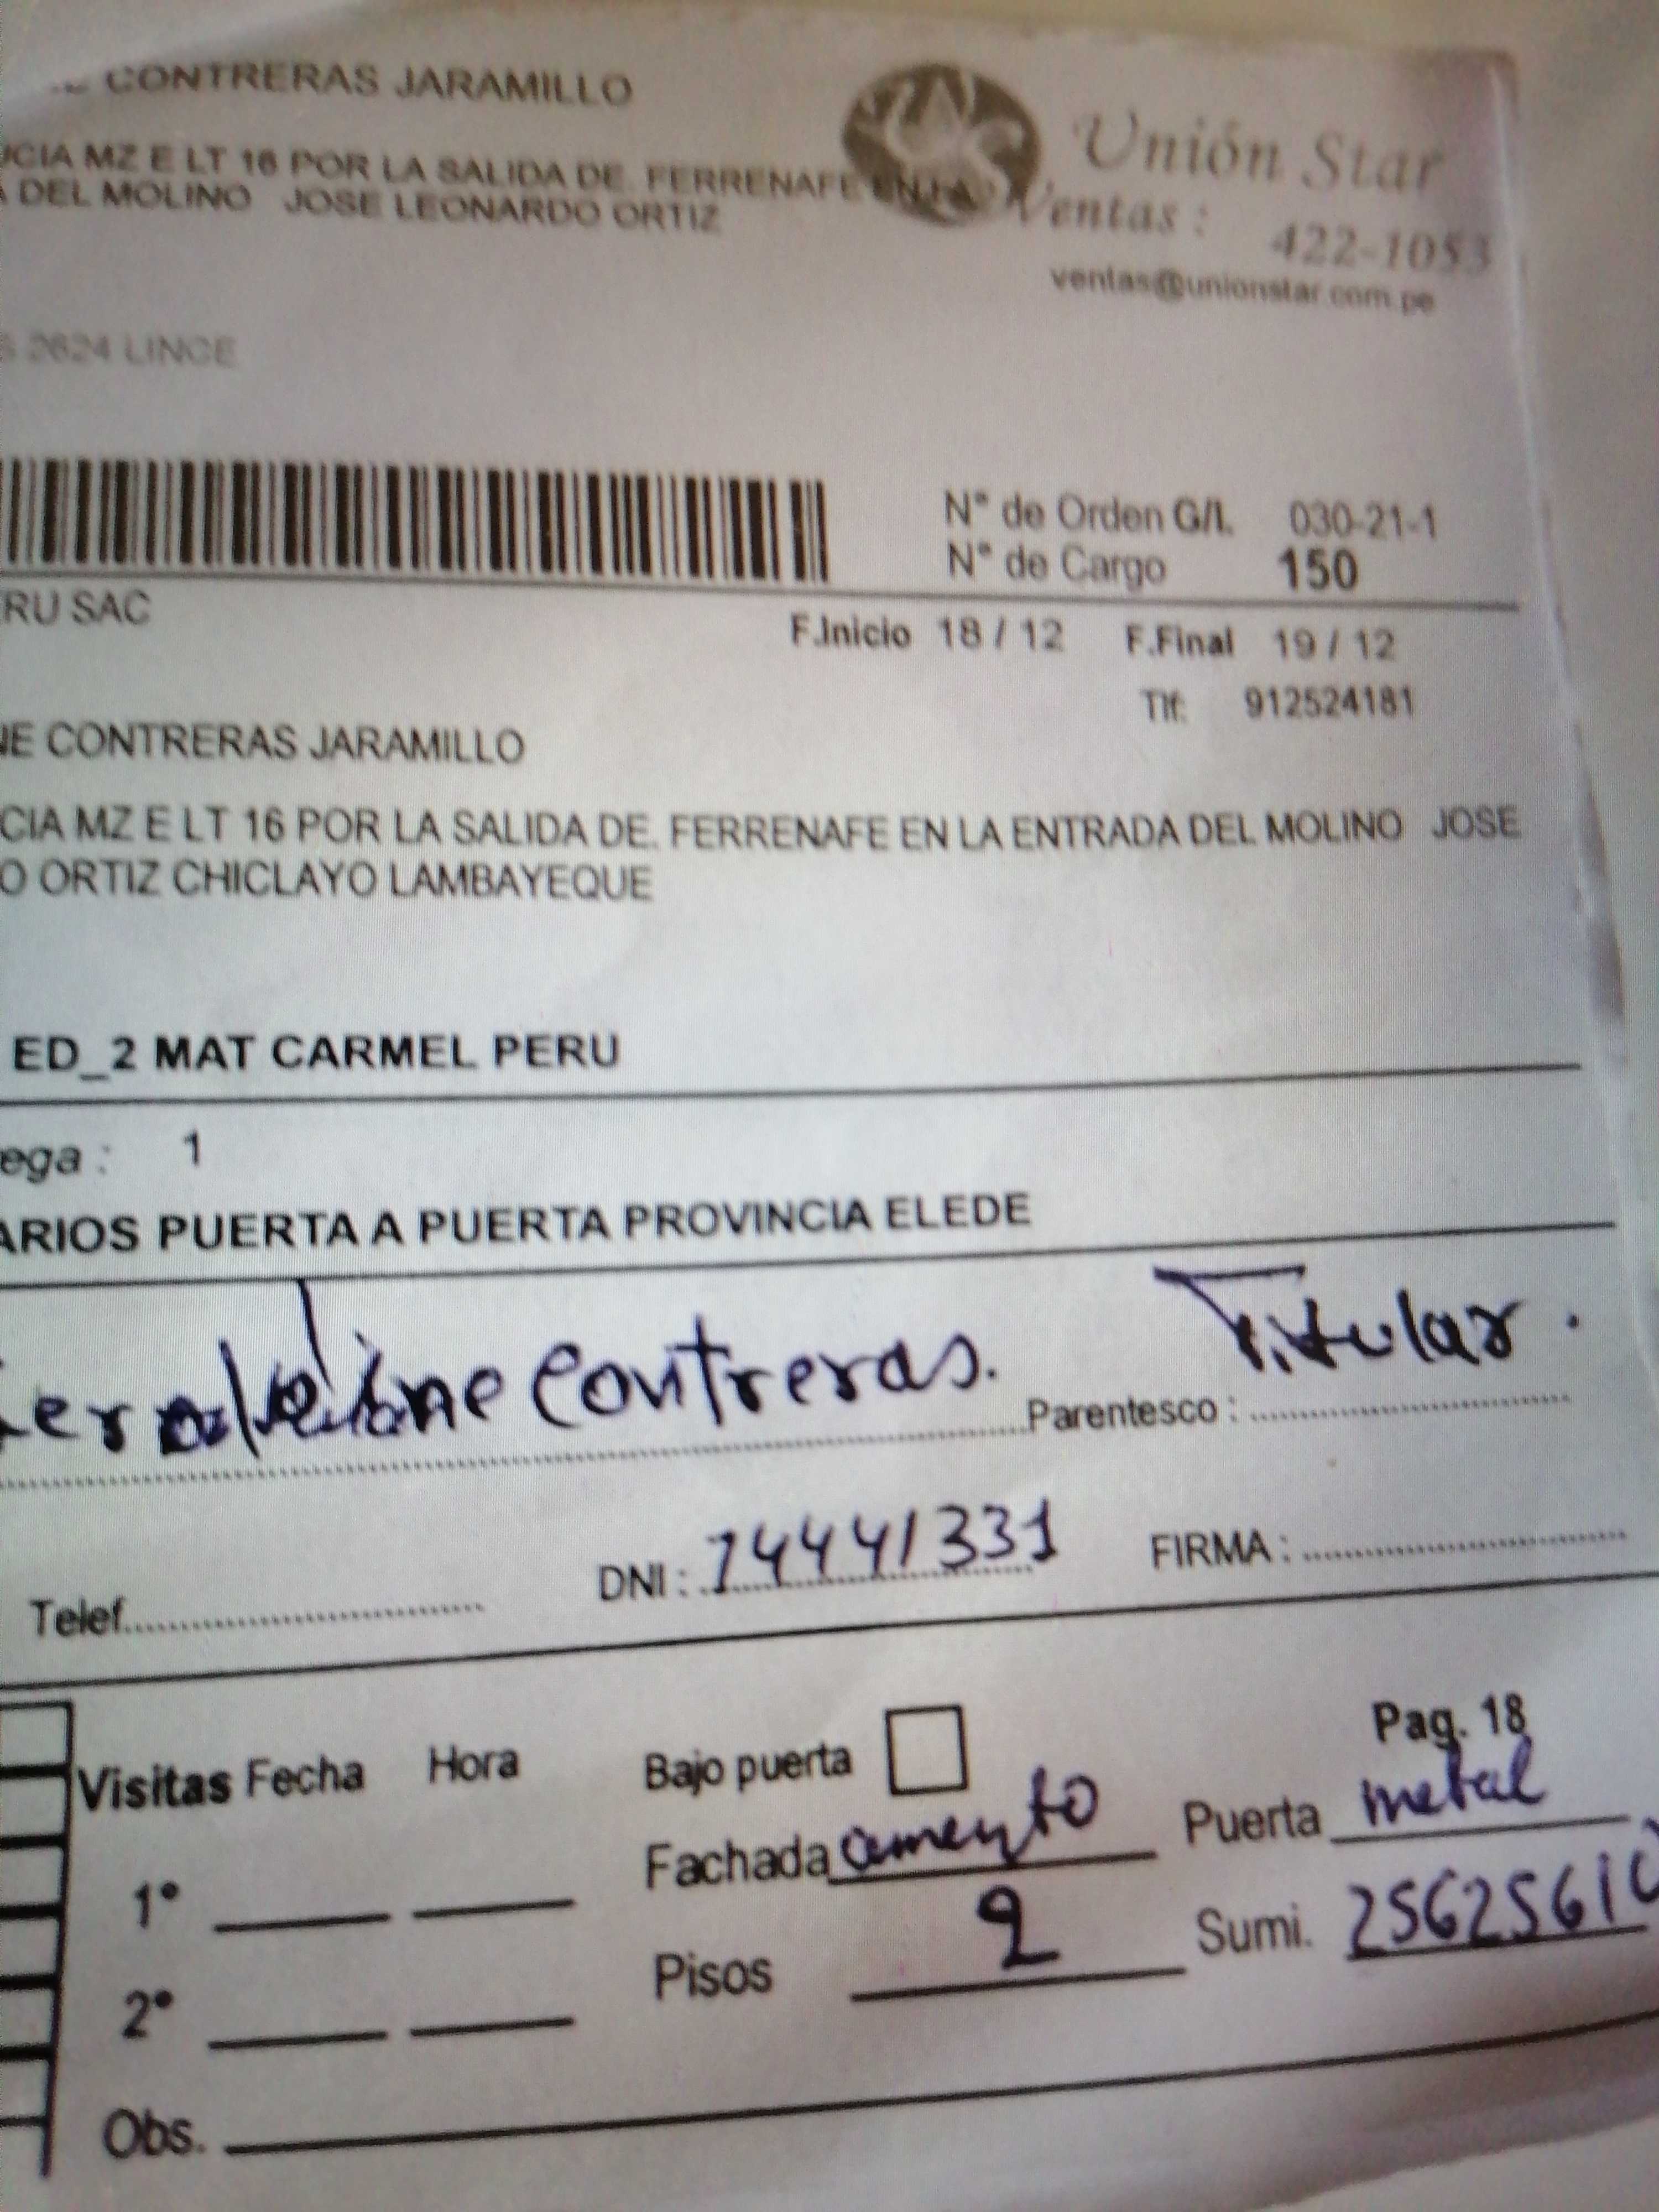 CONTRERAS JARAMILLO
Unión Star
CIA MZ E LT 16 POR LA SALIDA DE. FERRENAFE EN LA
DEL MOLINO JOSE LEONARDO ORTIZ
Ventas : 422-1053
ventas@unionstar.com.pe
2624 LINCE
N° de Orden G/L 030-21-1
N° de Cargo 150
RU SAC
F.Inicio 18 / 12 F.Final 19 / 12
Tlf: 912524181
NE CONTRERAS JARAMILLO
CIA MZ E LT 16 POR LA SALIDA DE. FERRENAFE EN LA ENTRADA DEL MOLINO JOSE
O ORTIZ CHICLAYO LAMBAYEQUE
ED_2 MAT CARMEL PERU
ega : 1
ARIOS PUERTA A PUERTA PROVINCIA ELEDE
Contreras. Parentesco : Titular.
Telef. DNI : 74441331 FIRMA :
Pag. 18
Visitas Fecha Hora Bajo puerta
Fachada cemento Puerta metal
1°
Pisos 2 Sumi. 2562561
2°
Obs.